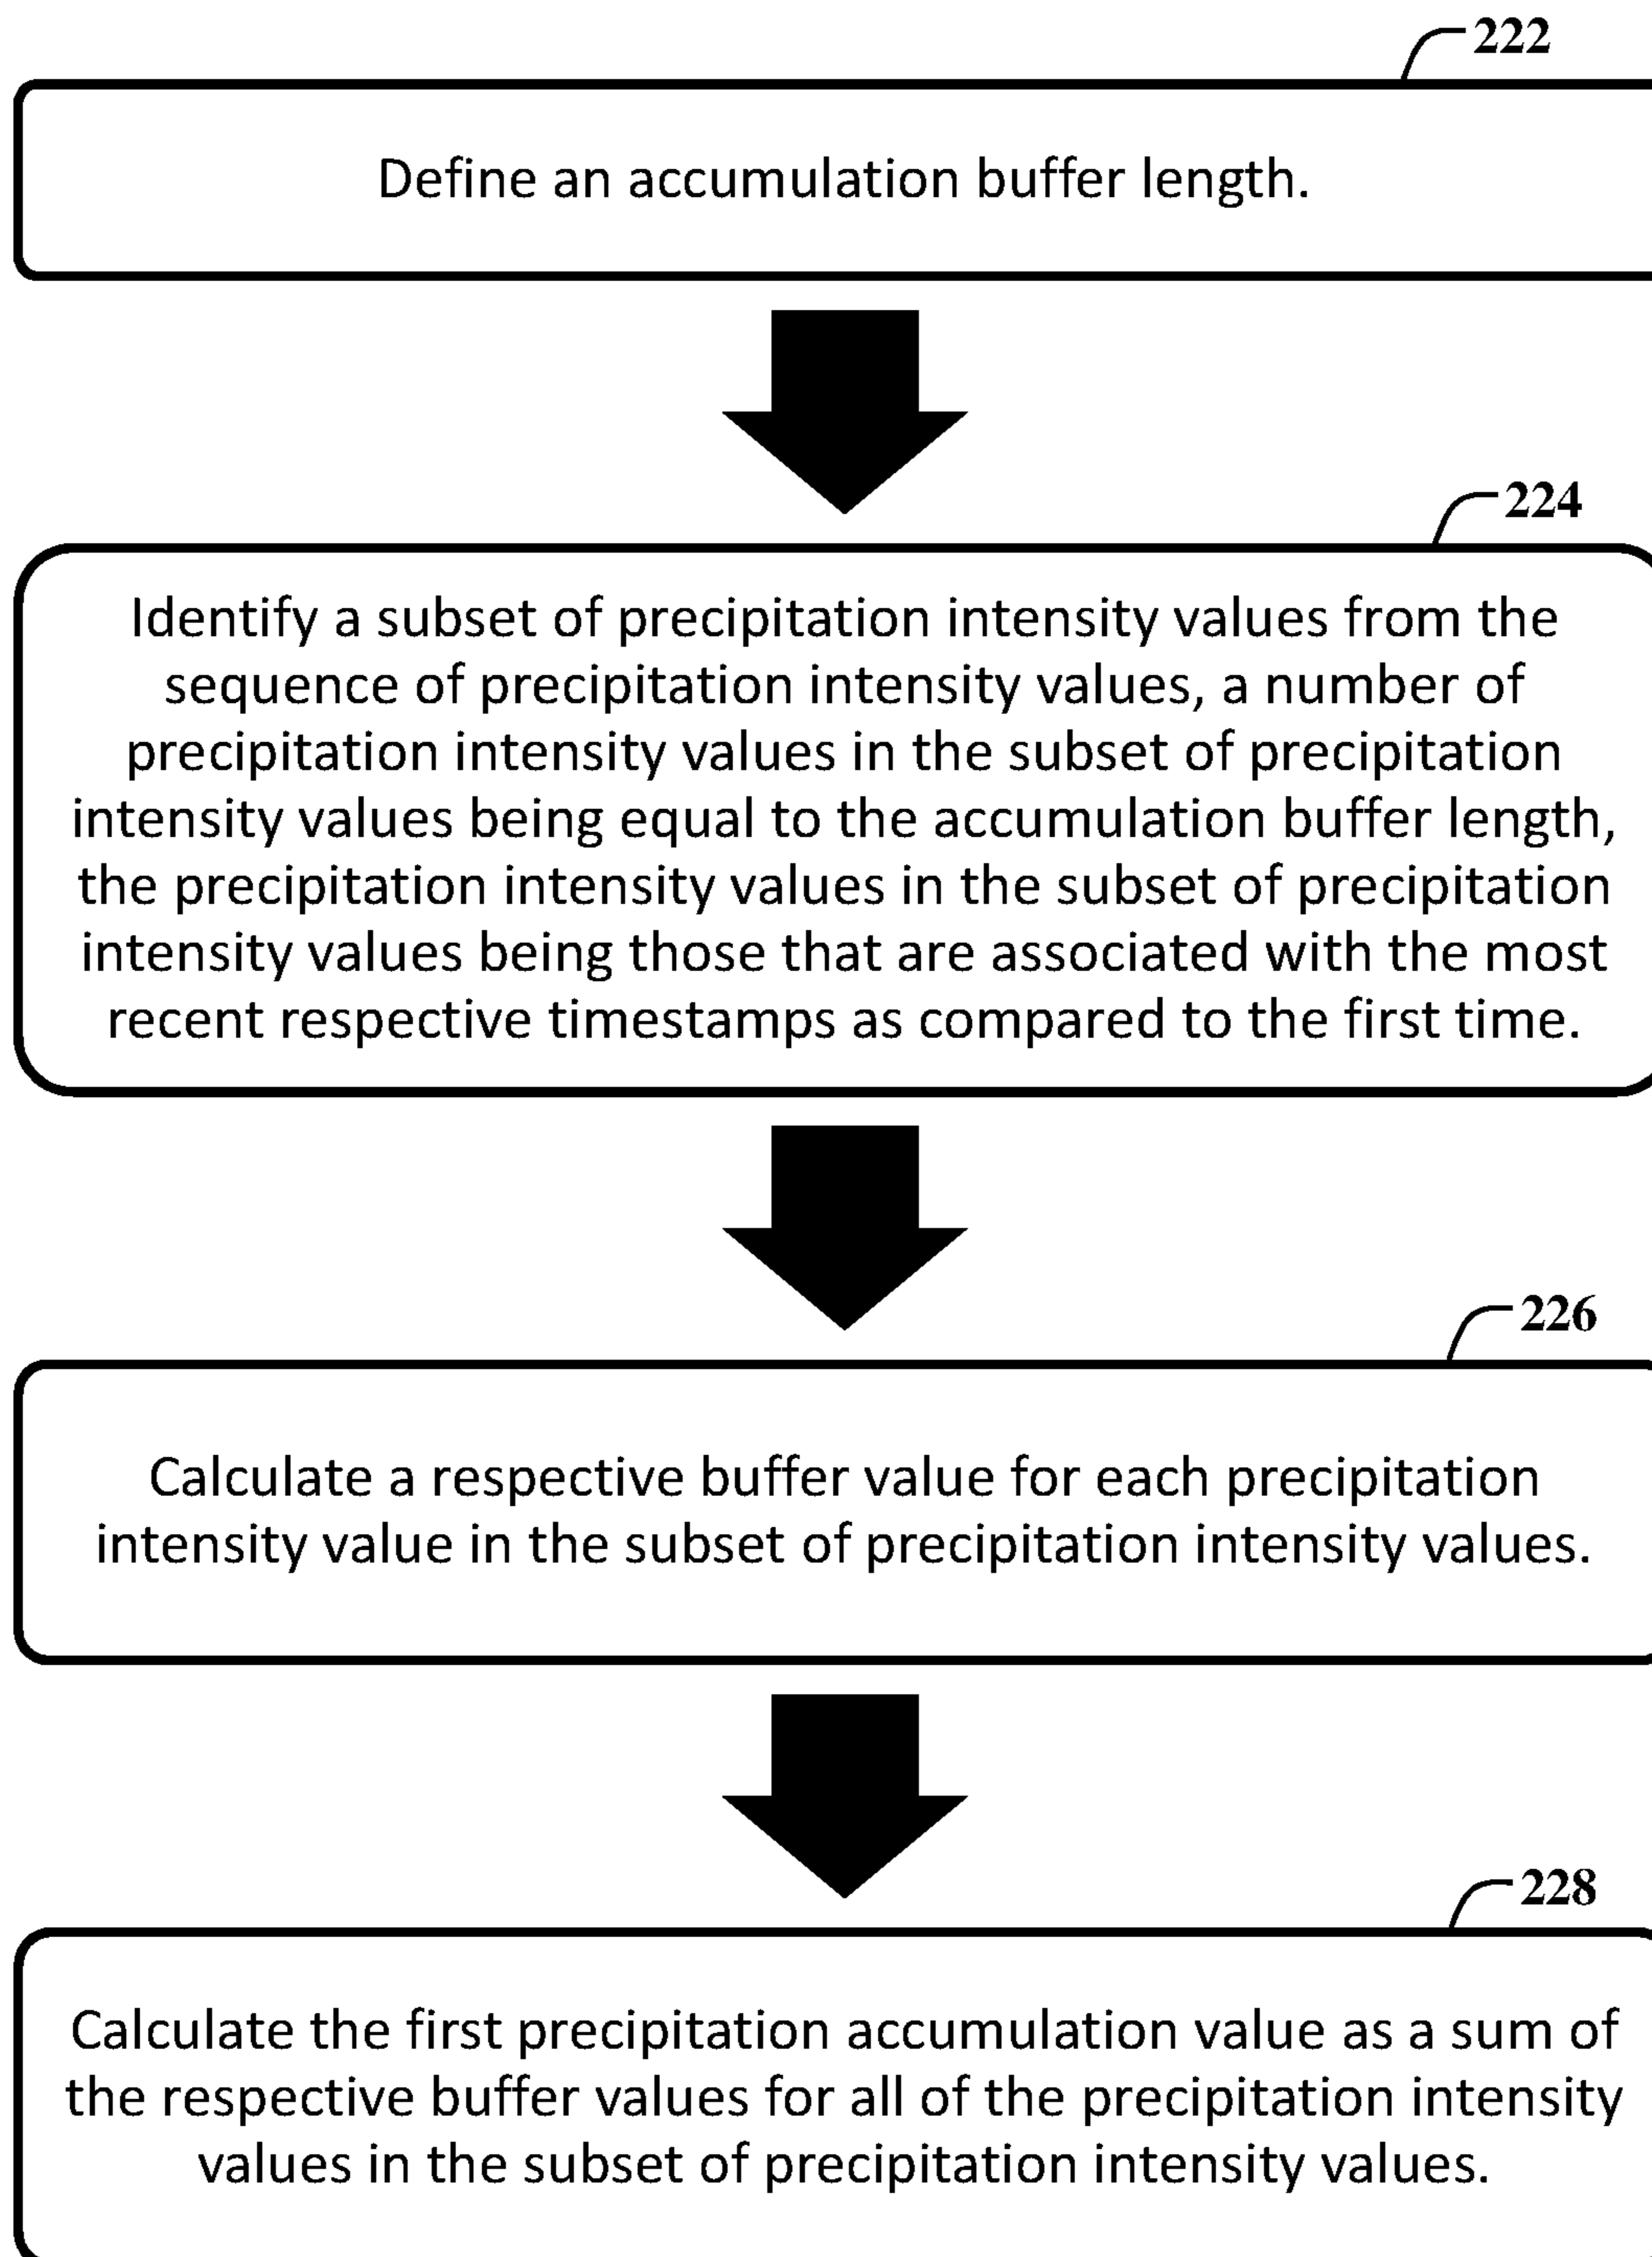 222
Define an accumulation buffer length.
224
Identify a subset of precipitation intensity values from the
sequence of precipitation intensity values, a number of
precipitation intensity values in the subset of precipitation
intensity values being equal to the accumulation buffer length,
the precipitation intensity values in the subset of precipitation
intensity values being those that are associated with the most
recent respective timestamps as compared to the first time.
226
Calculate a respective buffer value for each precipitation
intensity value in the subset of precipitation intensity values.
228
Calculate the first precipitation accumulation value as a sum of
the respective buffer values for all of the precipitation intensity
values in the subset of precipitation intensity values.